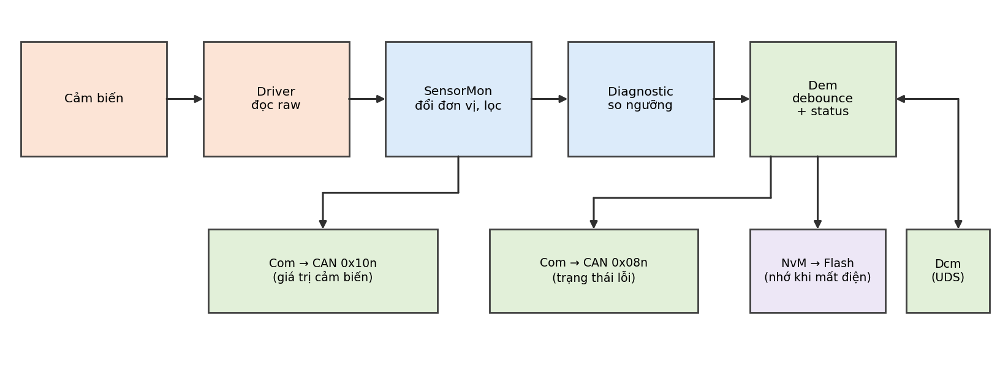 Cảm biến
Driver
đọc raw
SensorMon
đổi đơn vị, lọc
Diagnostic
so ngưỡng
Dem
debounce
+ status
Com → CAN 0x10n
(giá trị cảm biến)
Com → CAN 0x08n
(trạng thái lỗi)
NvM → Flash
(nhớ khi mất điện)
Dcm
(UDS)